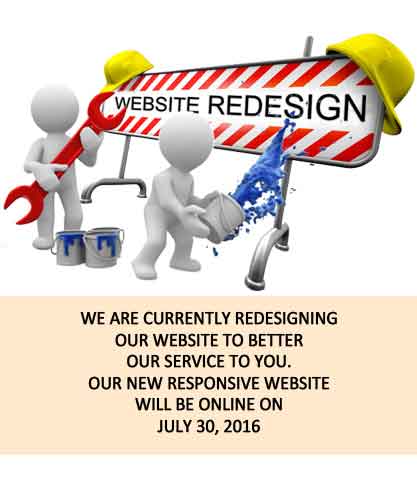 WEBSITE REDESIGN
WE ARE CURRENTLY REDESIGNING
OUR WEBSITE TO BETTER
OUR SERVICE TO YOU.
OUR NEW RESPONSIVE WEBSITE
WILL BE ONLINE ON
JULY 30, 2016